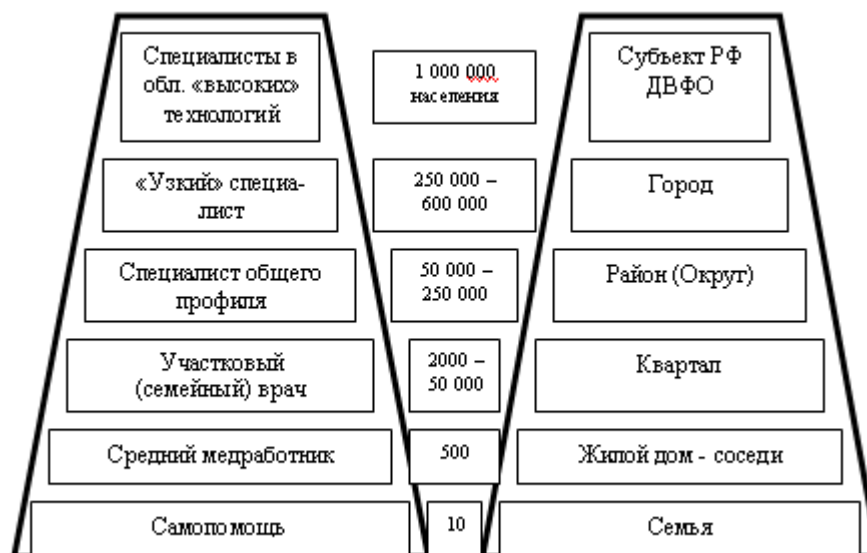 Специалисты в
обл. «высоких»
технологий
1 000 000
населения
Субъект РФ
ДВФО
«Узкий» специа-
лист
250 000 –
600 000
Город
Специалист общего
профиля
50 000 –
250 000
Район (Округ)
Участковый
(семейный) врач
2000 –
50 000
Квартал
Средний медработник
500
Жилой дом - соседи
Самопомощь
10
Семья